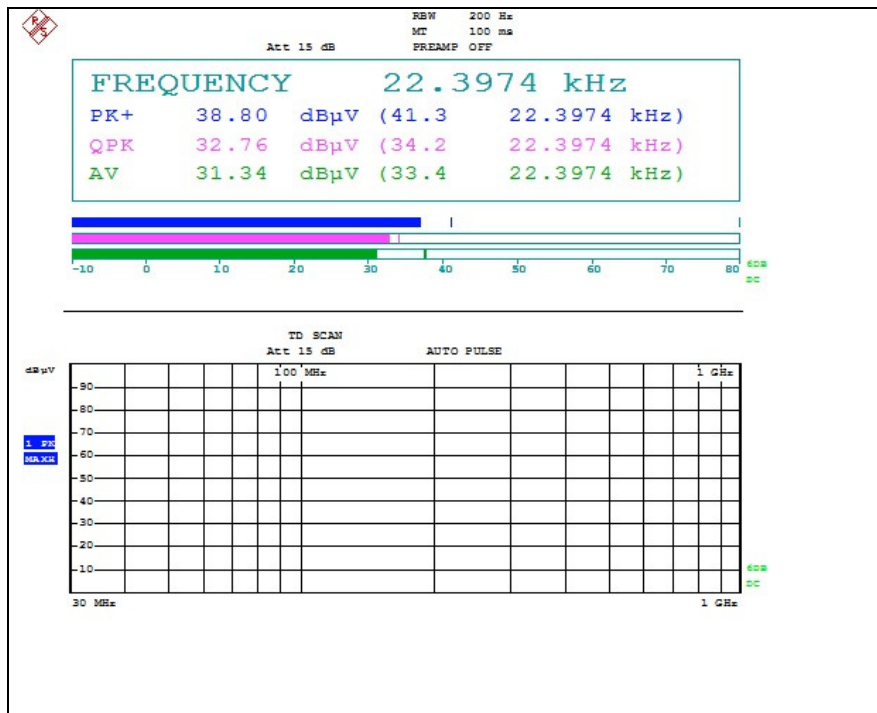 RBW 200 Hz
MT 100 ms
Att 15 dB PREAMP OFF
FREQUENCY 22.3974 kHz
PK+ 38.80 dBµV (41.3 22.3974 kHz)
QPK 32.76 dBµV (34.2 22.3974 kHz)
AV 31.34 dBµV (33.4 22.3974 kHz)
-10 0 10 20 30 40 50 60 70 80
6DB
DC
TD SCAN
Att 15 dB AUTO PULSE
dBµV
100 MHz 1 GHz
90
80
70
1 PK
MAXH
60
50
40
30
20
10
6DB
DC
30 MHz 1 GHz
R S